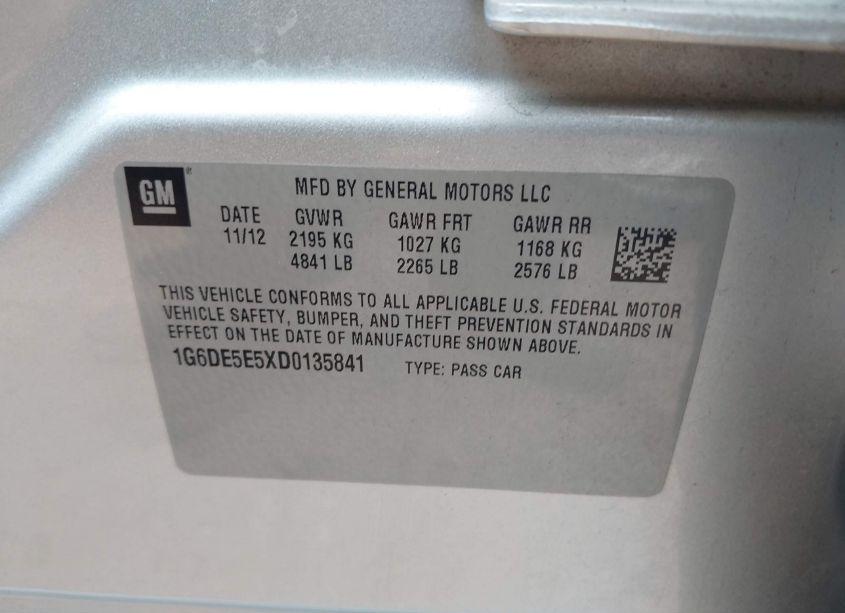 GM ®
MFD BY GENERAL MOTORS LLC
DATE GVWR GAWR FRT GAWR RR
11/12 2195 KG 1027 KG 1168 KG
4841 LB 2265 LB 2576 LB
THIS VEHICLE CONFORMS TO ALL APPLICABLE U.S. FEDERAL MOTOR
VEHICLE SAFETY, BUMPER, AND THEFT PREVENTION STANDARDS IN
EFFECT ON THE DATE OF MANUFACTURE SHOWN ABOVE.
1G6DE5E5XD0135841 TYPE: PASS CAR